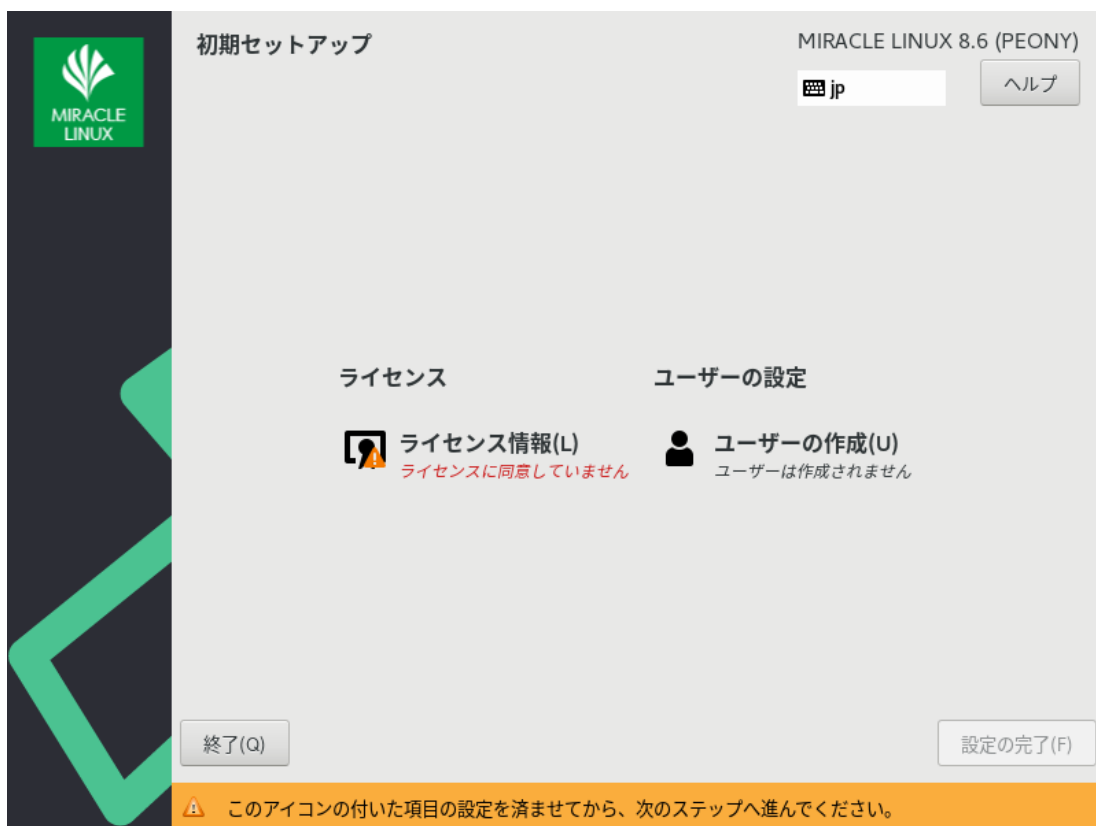 MIRACLE
LINUX
初期セットアップ
MIRACLE LINUX 8.6 (PEONY)
jp
ヘルプ
ライセンス
ユーザーの設定
ライセンス情報(L)
ライセンスに同意していません
ユーザーの作成(U)
ユーザーは作成されません
終了(Q)
設定の完了(F)
このアイコンの付いた項目の設定を済ませてから、次のステップへ進んでください。